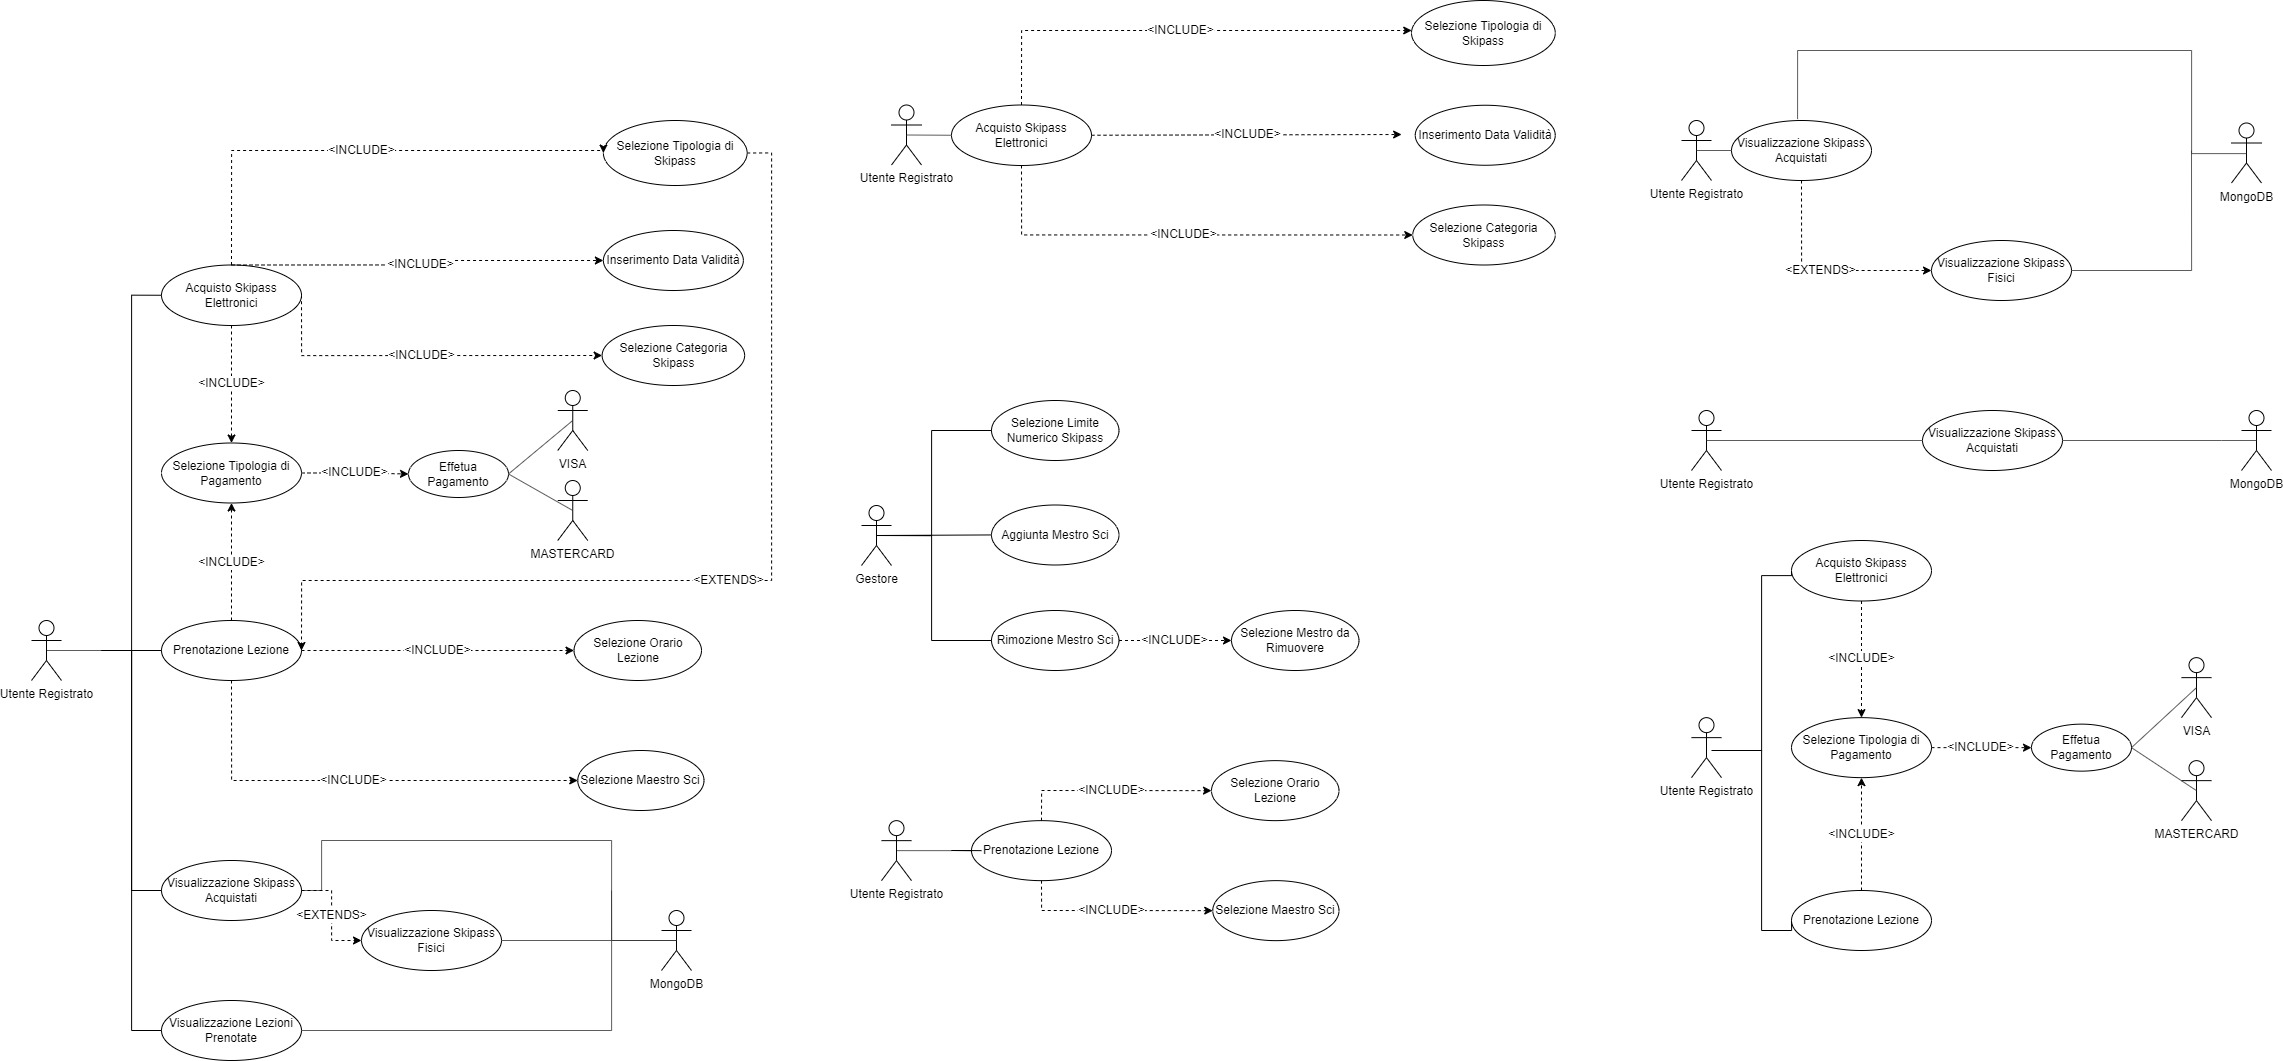 <INCLUDE>
Selezione Tipologia di
Skipass
<INCLUDE>
Inserimento Data Validità
Acquisto Skipass
Elettronici
<INCLUDE>
Selezione Categoria
Skipass
<INCLUDE>
VISA
Selezione Tipologia di
Pagamento
<INCLUDE>
Effetua
Pagamento
MASTERCARD
<INCLUDE>
<EXTENDS>
Utente Registrato
Prenotazione Lezione
<INCLUDE>
Selezione Orario
Lezione
<INCLUDE>
Selezione Maestro Sci
Visualizzazione Skipass
Acquistati
<EXTENDS>
Visualizzazione Skipass
Fisici
MongoDB
Visualizzazione Lezioni
Prenotate
<INCLUDE>
Selezione Tipologia di
Skipass
Utente Registrato
Acquisto Skipass
Elettronici
<INCLUDE>
Inserimento Data Validità
<INCLUDE>
Selezione Categoria
Skipass
Selezione Limite
Numerico Skipass
Gestore
Aggiunta Mestro Sci
Rimozione Mestro Sci
<INCLUDE>
Selezione Mestro da
Rimuovere
<INCLUDE>
Selezione Orario
Lezione
Utente Registrato
Prenotazione Lezione
<INCLUDE>
Selezione Maestro Sci
Utente Registrato
Visualizzazione Skipass
Acquistati
MongoDB
<EXTENDS>
Visualizzazione Skipass
Fisici
Utente Registrato
Visualizzazione Skipass
Acquistati
MongoDB
Acquisto Skipass
Elettronici
<INCLUDE>
Utente Registrato
Selezione Tipologia di
Pagamento
<INCLUDE>
Effetua
Pagamento
VISA
MASTERCARD
<INCLUDE>
Prenotazione Lezione